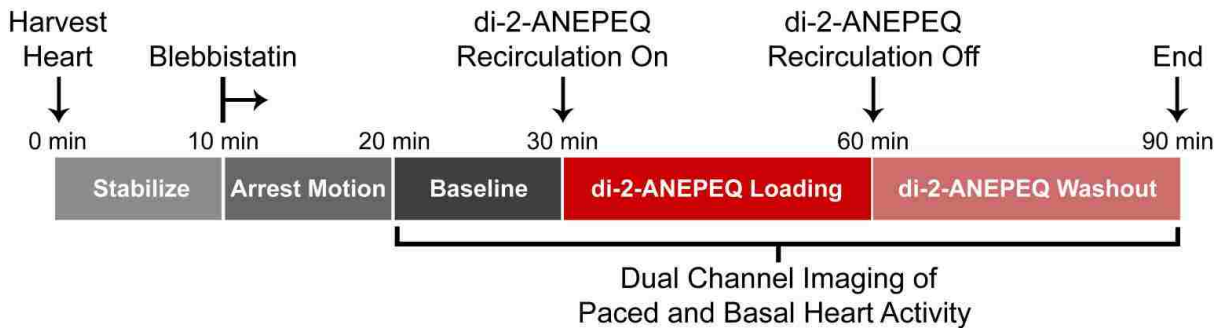 Harvest
Heart
Blebbistatin
di-2-ANEPEQ
Recirculation On
di-2-ANEPEQ
Recirculation Off
End
0 min
10 min
20 min
30 min
60 min
90 min
Stabilize
Arrest Motion
Baseline
di-2-ANEPEQ Loading
di-2-ANEPEQ Washout
Dual Channel Imaging of
Paced and Basal Heart Activity